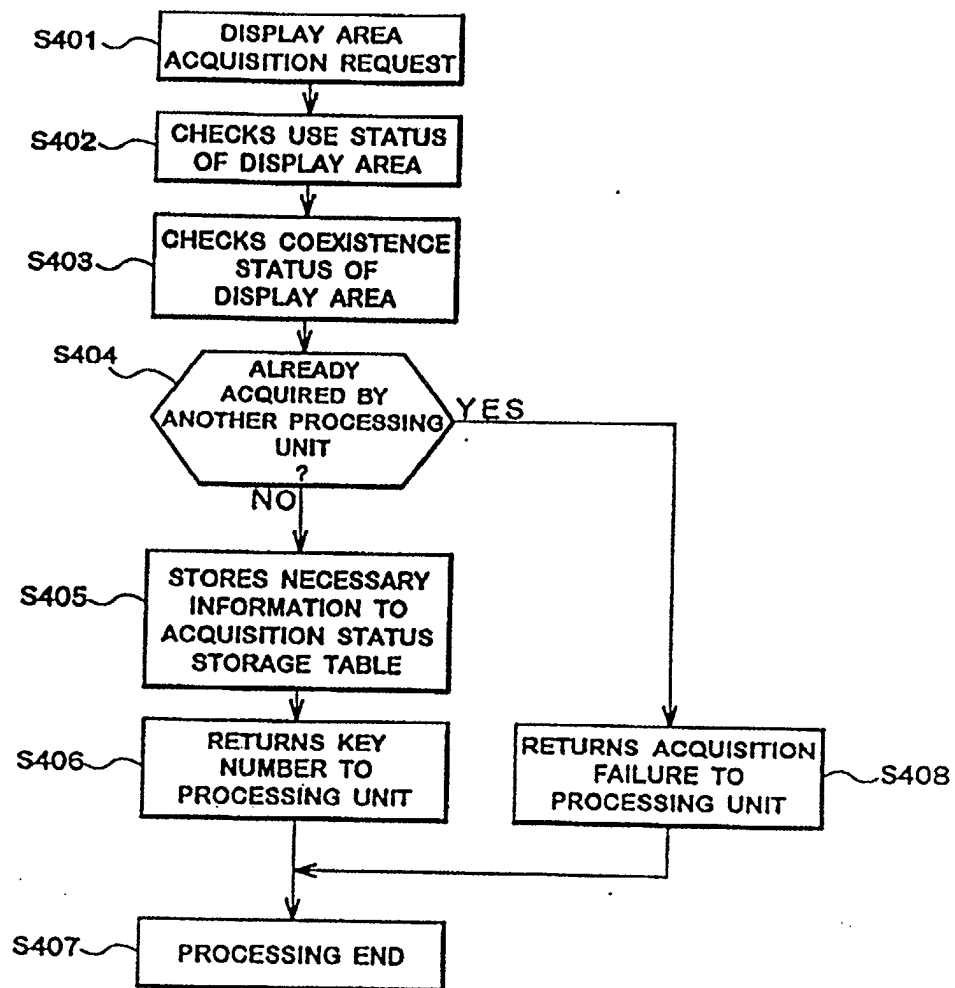 S401
DISPLAY AREA
ACQUISITION REQUEST
S402
CHECKS USE STATUS
OF DISPLAY AREA
S403
CHECKS COEXISTENCE
STATUS OF
DISPLAY AREA
S404
ALREADY
ACQUIRED BY
ANOTHER PROCESSING
UNIT
?
YES
NO
S405
STORES NECESSARY
INFORMATION TO
ACQUISITION STATUS
STORAGE TABLE
S406
RETURNS KEY
NUMBER TO
PROCESSING UNIT
RETURNS ACQUISITION
FAILURE TO
PROCESSING UNIT
S408
S407
PROCESSING END